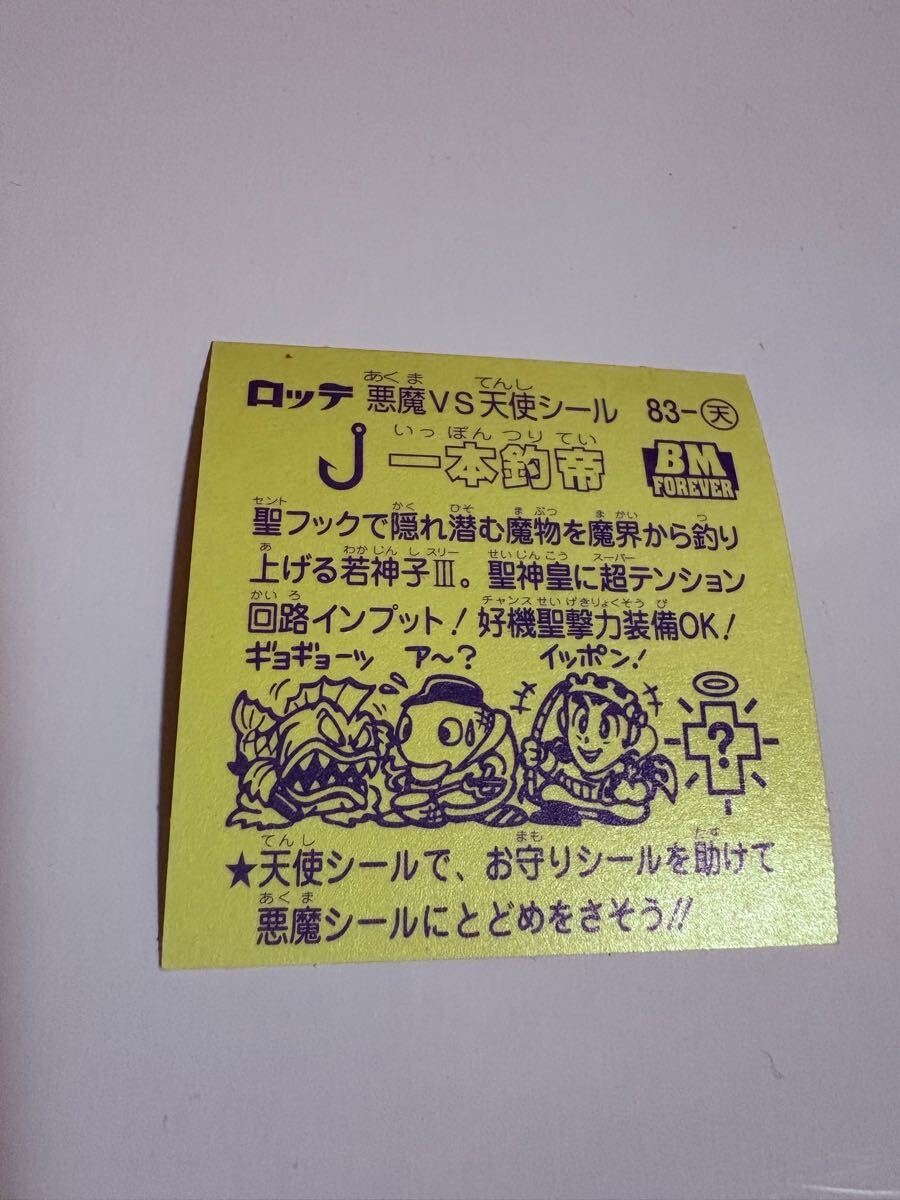 あくま てんし
ロッテ 悪魔VS天使シール 83-天
いっぽんつりてい
一本釣帝 BM FOREVER
セント かく ひそ まぶつ まかい つ
聖フックで隠れ潜む魔物を魔界から釣り
あ わかじんし スリー せいじんこう スーパー
上げる若神子Ⅲ。聖神皇に超テンション
かいろ チャンス せいげきりょくそうび
回路インプット!好機聖撃力装備OK!
ギョギョーッ ア〜? イッポン!
?
てんし まも たす
★天使シールで、お守りシールを助けて
あくま
悪魔シールにとどめをさそう!!